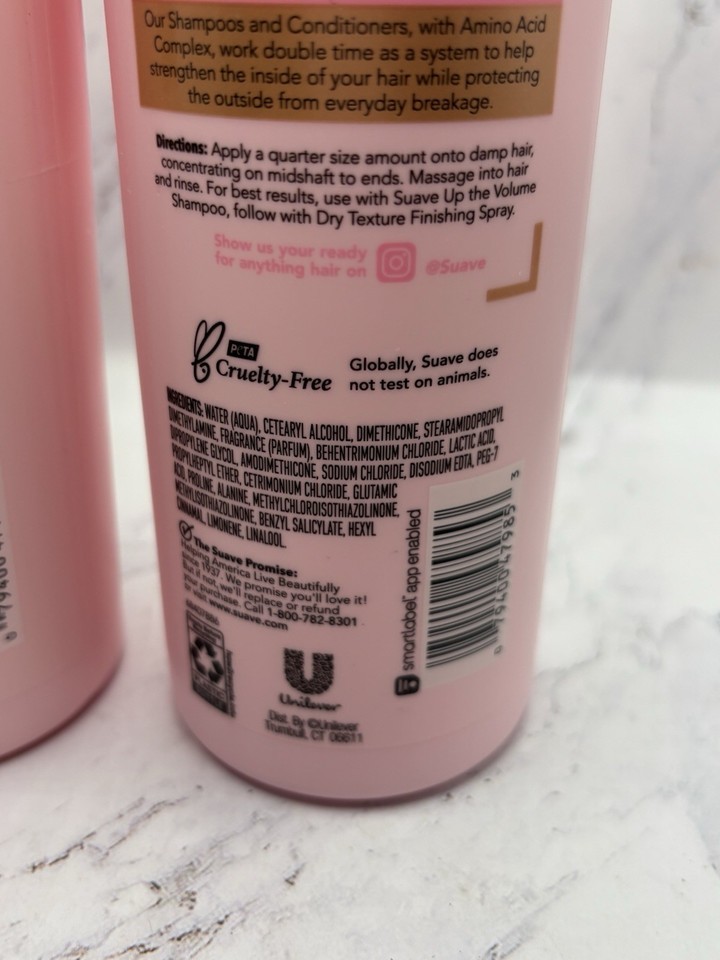 Our Shampoos and Conditioners, with Amino Acid
Complex, work double time as a system to help
strengthen the inside of your hair while protecting
the outside from everyday breakage.
Directions: Apply a quarter size amount onto damp hair,
concentrating on midshaft to ends. Massage into hair
and rinse. For best results, use with Suave Up the Volume
Shampoo, follow with Dry Texture Finishing Spray.
Show us your ready
for anything hair on @Suave
PETA
Cruelty-Free
Globally, Suave does
not test on animals.
INGREDIENTS: WATER (AQUA), CETEARYL ALCOHOL, DIMETHICONE, STEARAMIDOPROPYL
DIMETHYLAMINE, FRAGRANCE (PARFUM), BEHENTRIMONIUM CHLORIDE, LACTIC ACID,
DIPROPYLENE GLYCOL, AMODIMETHICONE, SODIUM CHLORIDE, DISODIUM EDTA, PEG-7
PROPYLHEPTYL ETHER, CETRIMONIUM CHLORIDE, GLUTAMIC
ACID, PROLINE, ALANINE, METHYLCHLOROISOTHIAZOLINONE,
METHYLISOTHIAZOLINONE, BENZYL SALICYLATE, HEXYL
CINNAMAL, LIMONENE, LINALOOL.
The Suave Promise:
Helping America Live Beautifully
since 1937. We promise you'll love it!
But if not, we'll replace or refund
your purchase. Call 1-800-782-8301
or visit www.suave.com
smartlabel app enabled
0 79400 47985 3
Unilever
Dist. By ©Unilever
Trumbull, CT 06611